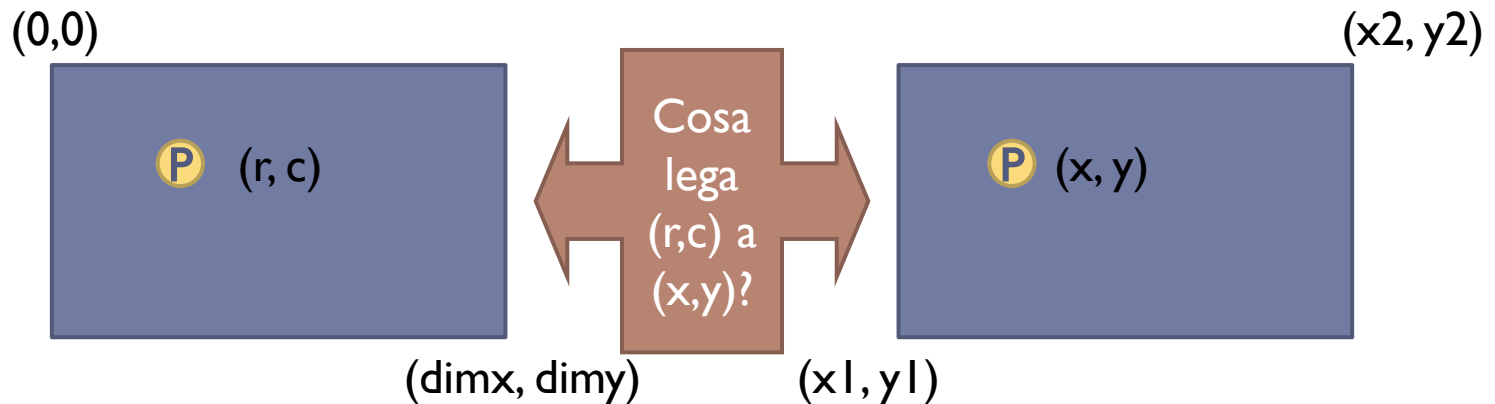 (0,0)
(x2, y2)
P (r, c)
Cosa
lega
(r,c) a
(x,y)?
P (x, y)
(dimx, dimy)
(x1, y1)